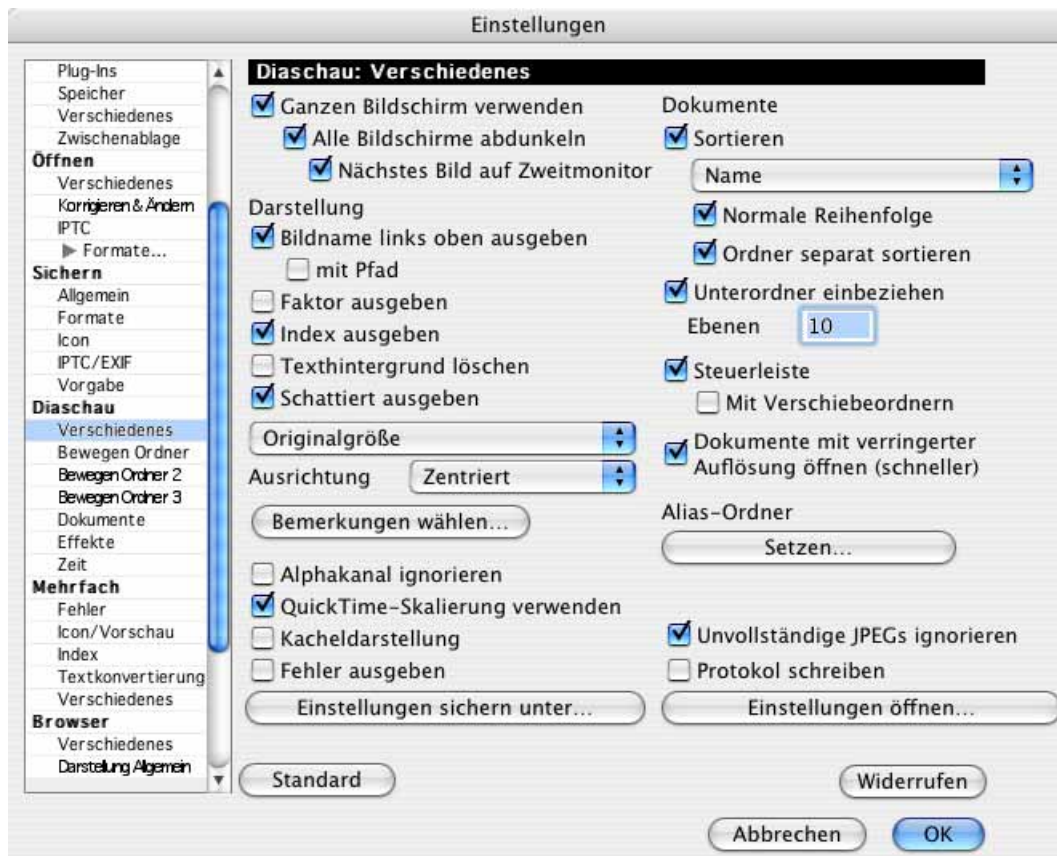 Einstellungen
Plug-Ins
Speicher
Verschiedenes
Zwischenablage
Öffnen
Verschiedenes
Korrigieren & Ändern
IPTC
Formate...
Sichern
Allgemein
Formate
Icon
IPTC/EXIF
Vorgabe
Diaschau
Verschiedenes
Bewegen Ordner
Bewegen Ordner 2
Bewegen Ordner 3
Dokumente
Effekte
Zeit
Mehrfach
Fehler
Icon/Vorschau
Index
Textkonvertierung
Verschiedenes
Browser
Verschiedenes
Darstellung Allgemein
Diaschau: Verschiedenes
Ganzen Bildschirm verwenden
Alle Bildschirme abdunkeln
Nächstes Bild auf Zweitmonitor
Darstellung
Bildname links oben ausgeben
mit Pfad
Faktor ausgeben
Index ausgeben
Texthintergrund löschen
Schattiert ausgeben
Originalgröße
Ausrichtung Zentriert
Bemerkungen wählen...
Alphakanal ignorieren
QuickTime-Skalierung verwenden
Kacheldarstellung
Fehler ausgeben
Einstellungen sichern unter...
Dokumente
Sortieren
Name
Normale Reihenfolge
Ordner separat sortieren
Unterordner einbeziehen
Ebenen 10
Steuerleiste
Mit Verschiebeordnern
Dokumente mit verringerter
Auflösung öffnen (schneller)
Alias-Ordner
Setzen...
Unvollständige JPEGs ignorieren
Protokol schreiben
Einstellungen öffnen...
Standard
Widerrufen
Abbrechen
OK